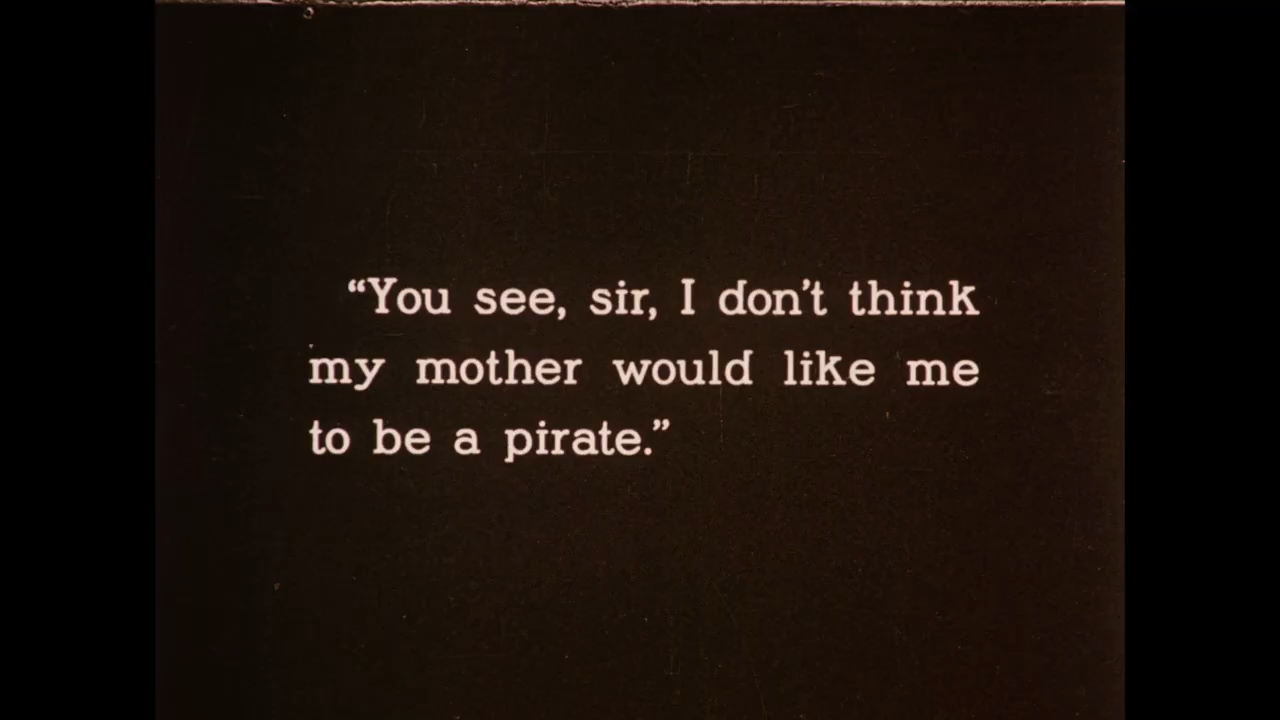 “You see, sir, I don’t think
my mother would like me
to be a pirate.”